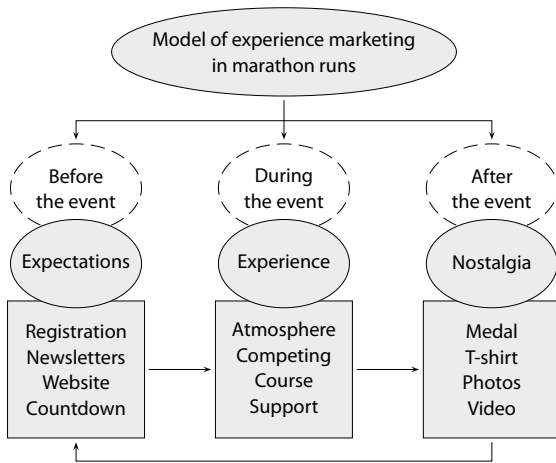 Model of experience marketing
in marathon runs
Before
the event
Expectations
Registration
Newsletters
Website
Countdown
During
the event
Experience
Atmosphere
Competing
Course
Support
After
the event
Nostalgia
Medal
T-shirt
Photos
Video